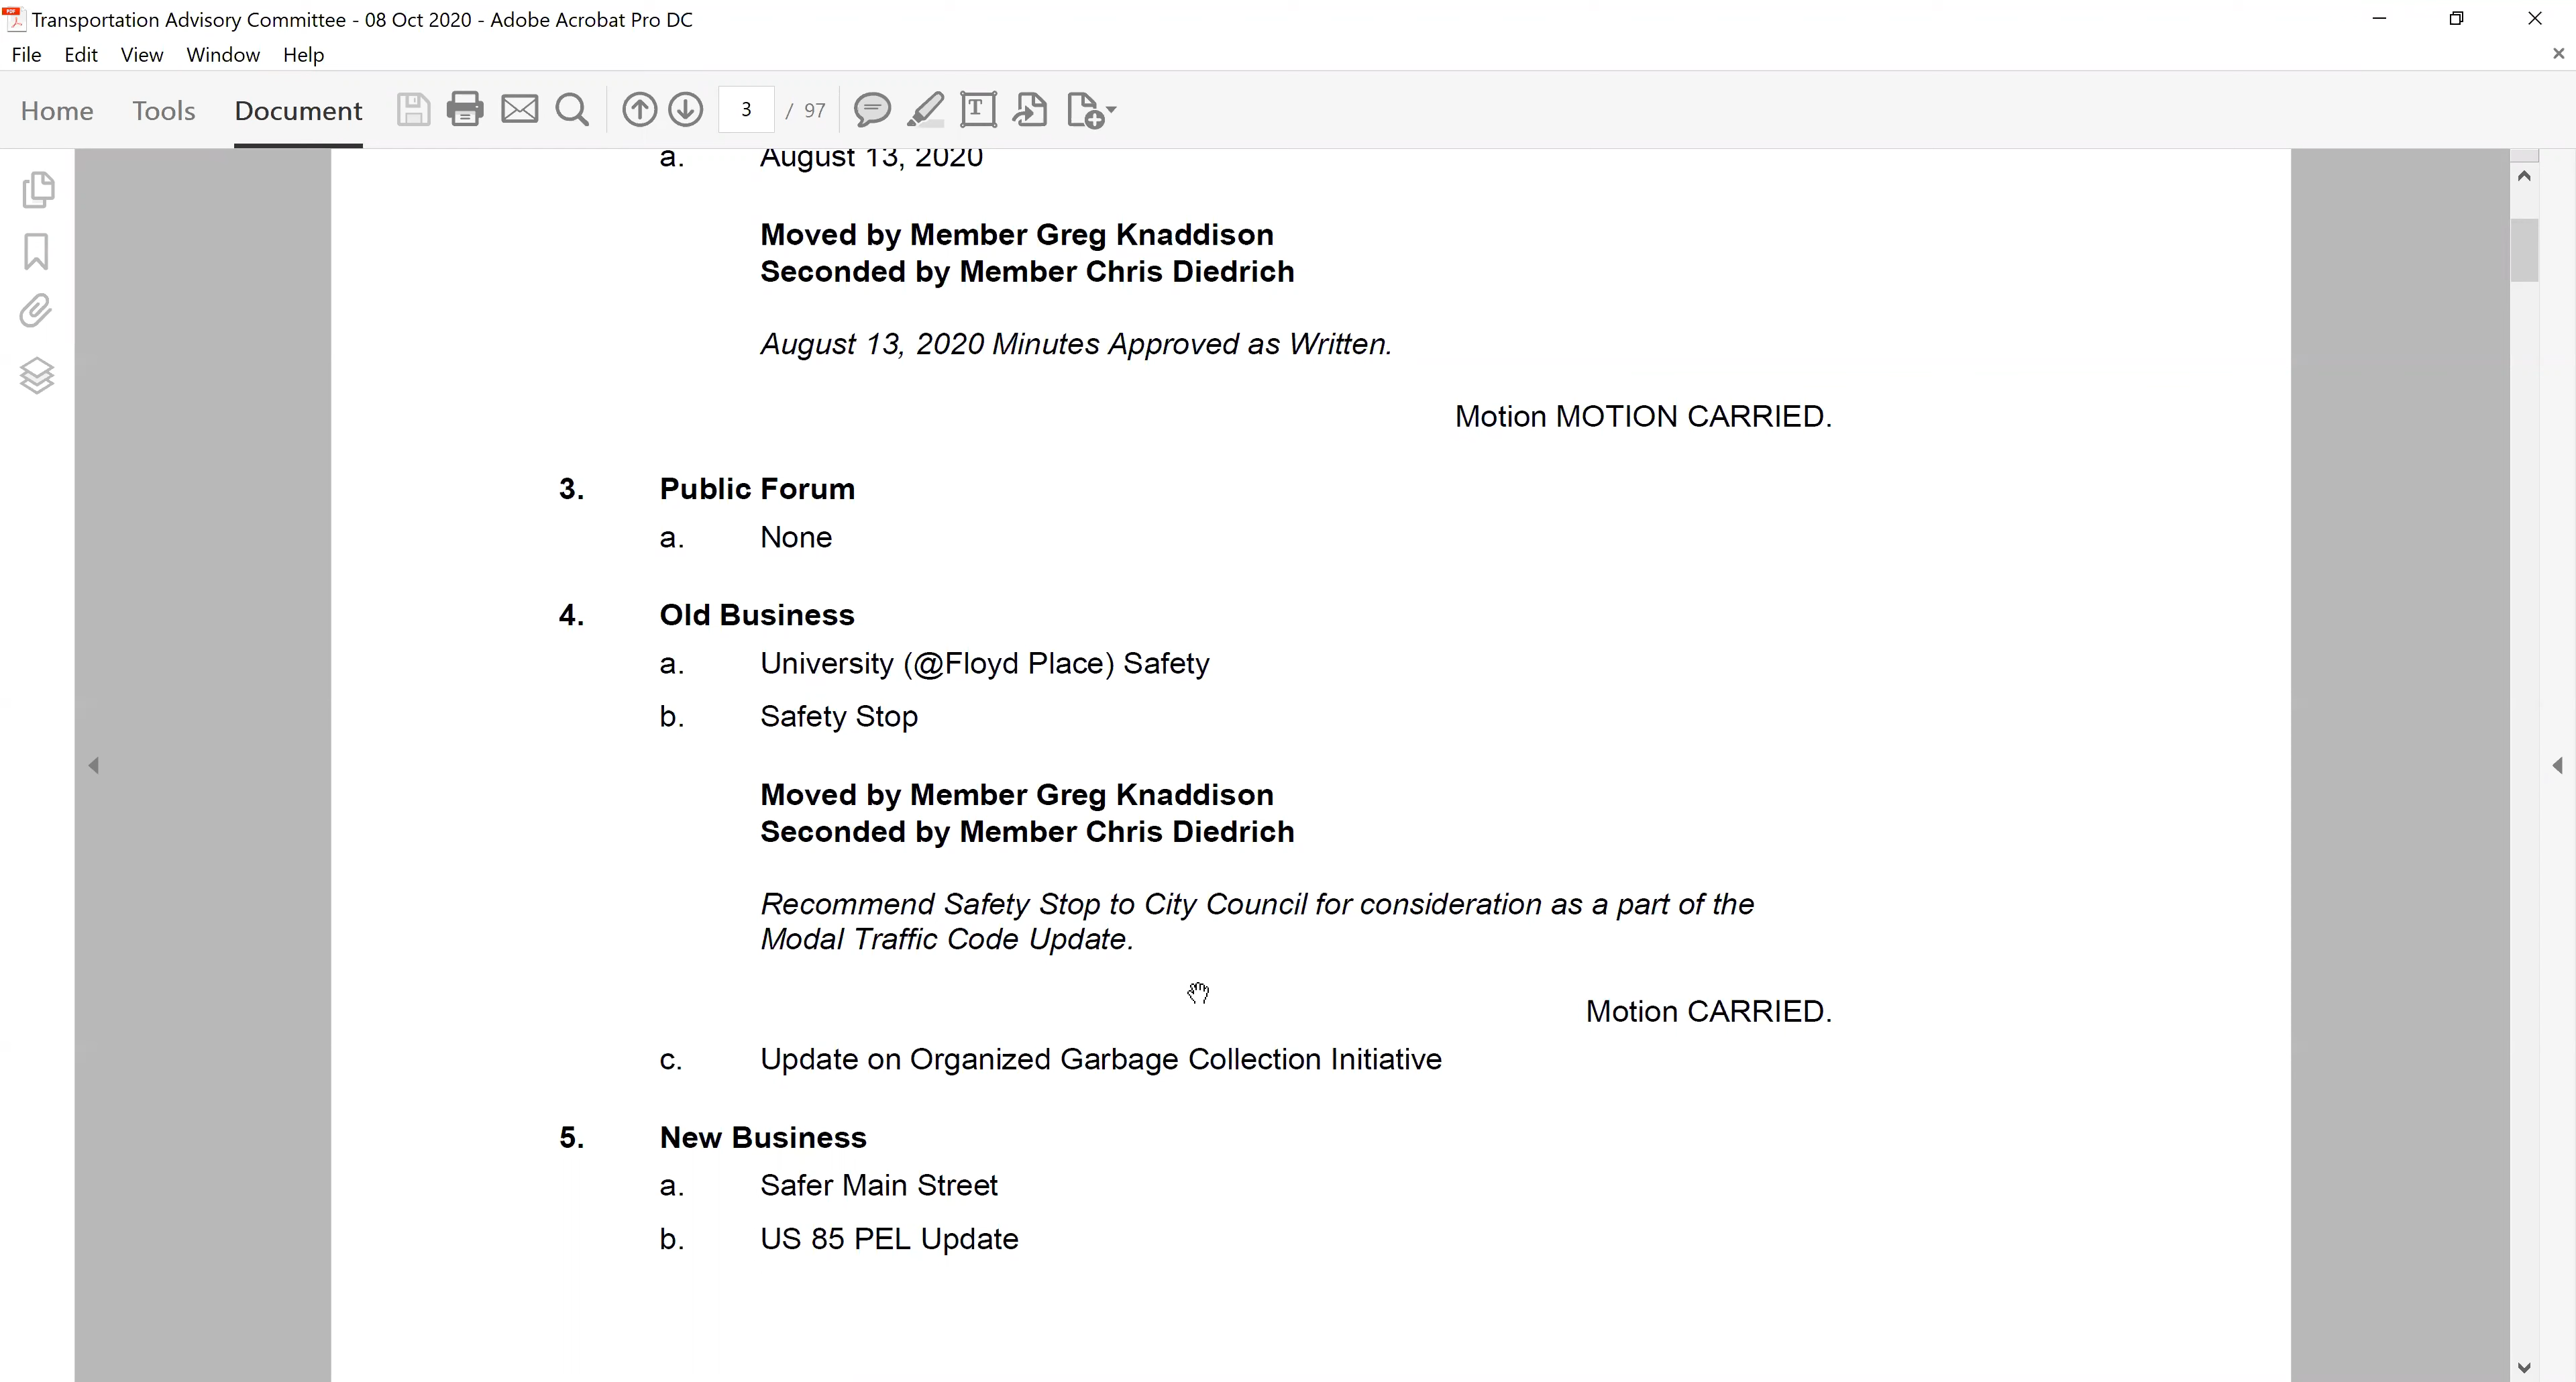 Transportation Advisory Committee - 08 Oct 2020 - Adobe Acrobat Pro DC
File Edit View Window Help
Home Tools Document 3 / 97
a. August 13, 2020
Moved by Member Greg Knaddison
Seconded by Member Chris Diedrich
August 13, 2020 Minutes Approved as Written.
Motion MOTION CARRIED.
3. Public Forum
a. None
4. Old Business
a. University (@Floyd Place) Safety
b. Safety Stop
Moved by Member Greg Knaddison
Seconded by Member Chris Diedrich
Recommend Safety Stop to City Council for consideration as a part of the
Modal Traffic Code Update.
Motion CARRIED.
c. Update on Organized Garbage Collection Initiative
5. New Business
a. Safer Main Street
b. US 85 PEL Update